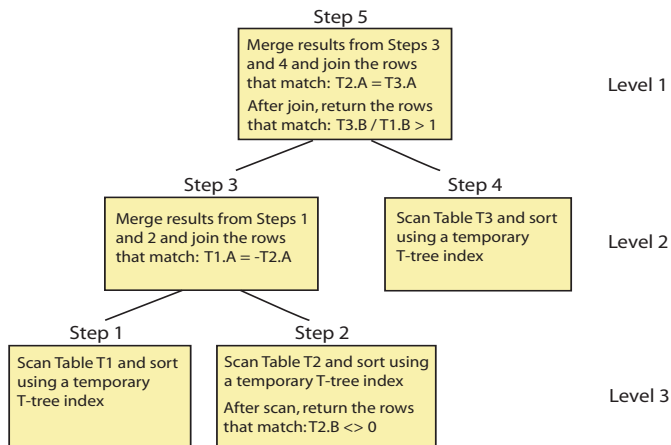 Step 5
Merge results from Steps 3
and 4 and join the rows
that match: T2.A = T3.A
After join, return the rows
that match: T3.B / T1.B > 1
Level 1
Step 3
Merge results from Steps 1
and 2 and join the rows
that match: T1.A = -T2.A
Step 4
Scan Table T3 and sort
using a temporary
T-tree index
Level 2
Step 1
Scan Table T1 and sort
using a temporary
T-tree index
Step 2
Scan Table T2 and sort using
a temporary T-tree index
After scan, return the rows
that match: T2.B <> 0
Level 3